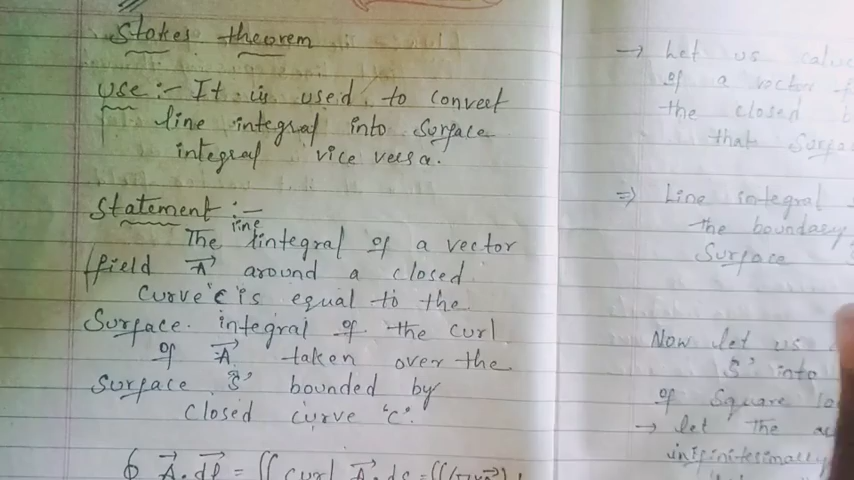 Stokes theorem
use :- It is used to convert
line integral into surface
integral vice versa.
Statement :-
line
The integral of a vector
field A⃗ around a closed
curve 'c' is equal to the
Surface integral of the curl
of A⃗ taken over the
Surface 'S' bounded by
closed curve 'C'.
∮ A⃗. dl⃗ = ∬ curl A⃗. ds =
→ Let us
of a vector
the closed
that
⇒ Line integral
the boundary
Surface
Now let us
'S' into
of square
→ let the
infinitesimally